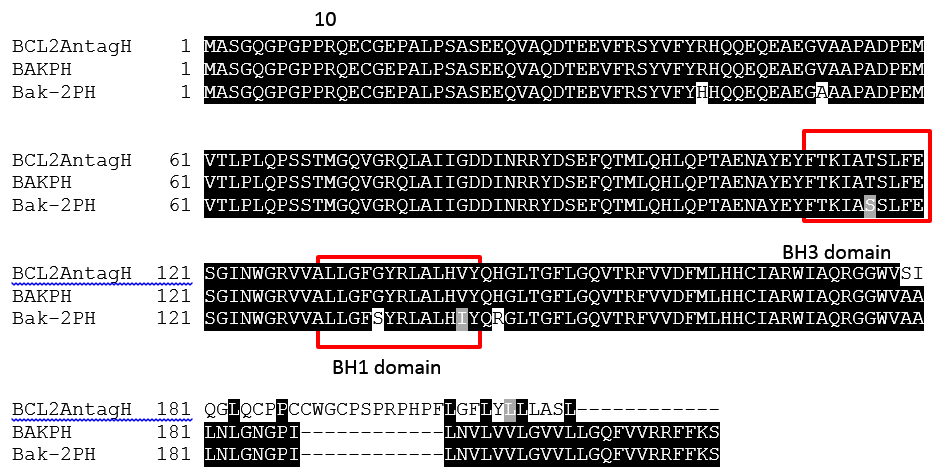 10
BCL2AntagH 1 MASGQGPGPPRQECGEPALPSASEEQVAQDTEEVFRSYVFYRHQQEQEAEGVAAPADPEM
BAKPH 1 MASGQGPGPPRQECGEPALPSASEEQVAQDTEEVFRSYVFYRHQQEQEAEGVAAPADPEM
Bak-2PH 1 MASGQGPGPPRQECGEPALPSASEEQVAQDTEEVFRSYVFYHHQQEQEAEGAAAPADPEM
BCL2AntagH 61 VTLPLQPSSTMGQVGRQLAIIGDDINRRYDSEFQTMLQHLQPTAENAYEYFTKIATSLFE
BAKPH 61 VTLPLQPSSTMGQVGRQLAIIGDDINRRYDSEFQTMLQHLQPTAENAYEYFTKIATSLFE
Bak-2PH 61 VTLPLQPSSTMGQVGRQLAIIGDDINRRYDSEFQTMLQHLQPTAENAYEYFTKIASSLFE
BH3 domain
BCL2AntagH 121 SGINWGRVVALLGFGYRLALHVYQHGLTGFLGQVTRFVVDFMLHHCIARWIAQRGGWVSI
BAKPH 121 SGINWGRVVALLGFGYRLALHVYQHGLTGFLGQVTRFVVDFMLHHCIARWIAQRGGWVAA
Bak-2PH 121 SGINWGRVVALLGFSYRLALHIYQRGLTGFLGQVTRFVVDFMLHHCIARWIAQRGGWVAA
BH1 domain
BCL2AntagH 181 QGLQCPPCCWGCPSPRPHPFLGFLYLLLASL------------
BAKPH 181 LNLGNGPI------------LNVLVVLGVVLLGQFVVRRFFKS
Bak-2PH 181 LNLGNGPI------------LNVLVVLGVVLLGQFVVRRFFKS